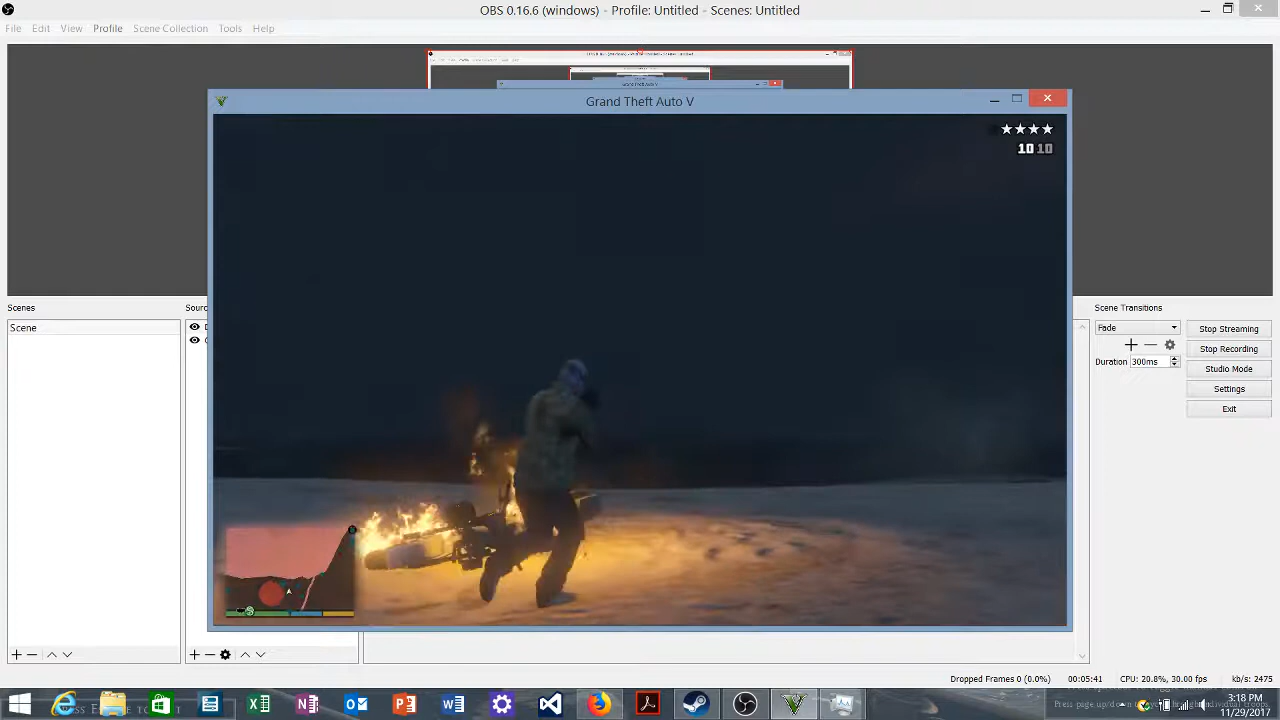 OBS 0.16.6 (windows) - Profile: Untitled - Scenes: Untitled
File Edit View Profile Scene Collection Tools Help
Grand Theft Auto V
10 10
Scenes
Scene
Scene Transitions
Fade
Duration 300ms
Stop Streaming
Stop Recording
Studio Mode
Settings
Exit
Dropped Frames 0 (0.0%) 00:05:41 CPU: 20.8%, 30.00 fps kb/s: 2475
3:18 PM
11/29/2017